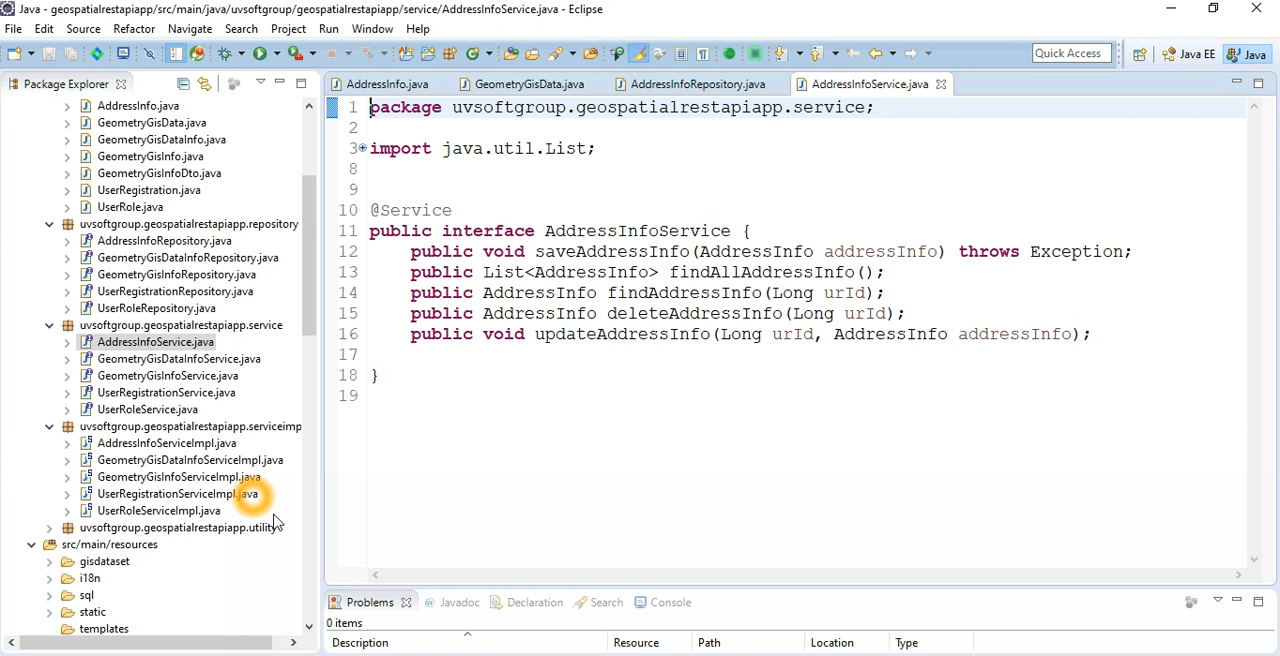 Java - geospatialrestapiapp/src/main/java/uvsoftgroup/geospatialrestapiapp/service/AddressInfoService.java - Eclipse
File Edit Source Refactor Navigate Search Project Run Window Help
Quick Access Java EE Java
Package Explorer
AddressInfo.java
GeometryGisData.java
GeometryGisDataInfo.java
GeometryGisInfo.java
GeometryGisInfoDto.java
UserRegistration.java
UserRole.java
uvsoftgroup.geospatialrestapiapp.repository
AddressInfoRepository.java
GeometryGisDataInfoRepository.java
GeometryGisInfoRepository.java
UserRegistrationRepository.java
UserRoleRepository.java
uvsoftgroup.geospatialrestapiapp.service
AddressInfoService.java
GeometryGisDataInfoService.java
GeometryGisInfoService.java
UserRegistrationService.java
UserRoleService.java
uvsoftgroup.geospatialrestapiapp.serviceimp
AddressInfoServiceImpl.java
GeometryGisDataInfoServiceImpl.java
GeometryGisInfoServiceImpl.java
UserRegistrationServiceImpl.java
UserRoleServiceImpl.java
uvsoftgroup.geospatialrestapiapp.utility
src/main/resources
gisdataset
i18n
sql
static
templates
AddressInfo.java GeometryGisData.java AddressInfoRepository.java AddressInfoService.java
1 package uvsoftgroup.geospatialrestapiapp.service;
2
3 import java.util.List;
8
9
10 @Service
11 public interface AddressInfoService {
12 public void saveAddressInfo(AddressInfo addressInfo) throws Exception;
13 public List<AddressInfo> findAllAddressInfo();
14 public AddressInfo findAddressInfo(Long urId);
15 public AddressInfo deleteAddressInfo(Long urId);
16 public void updateAddressInfo(Long urId, AddressInfo addressInfo);
17
18 }
19
Problems @ Javadoc Declaration Search Console
0 items
Description Resource Path Location Type